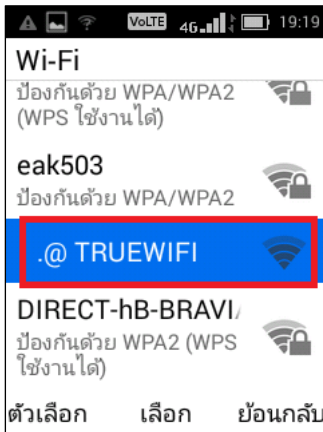 VoLTE 4G 19:19
Wi-Fi
ป้องกันด้วย WPA/WPA2
(WPS ใช้งานได้)
eak503
ป้องกันด้วย WPA/WPA2
.@ TRUEWIFI
DIRECT-hB-BRAVIA
ป้องกันด้วย WPA2 (WPS
ใช้งานได้)
ตัวเลือก เลือก ย้อนกลับ